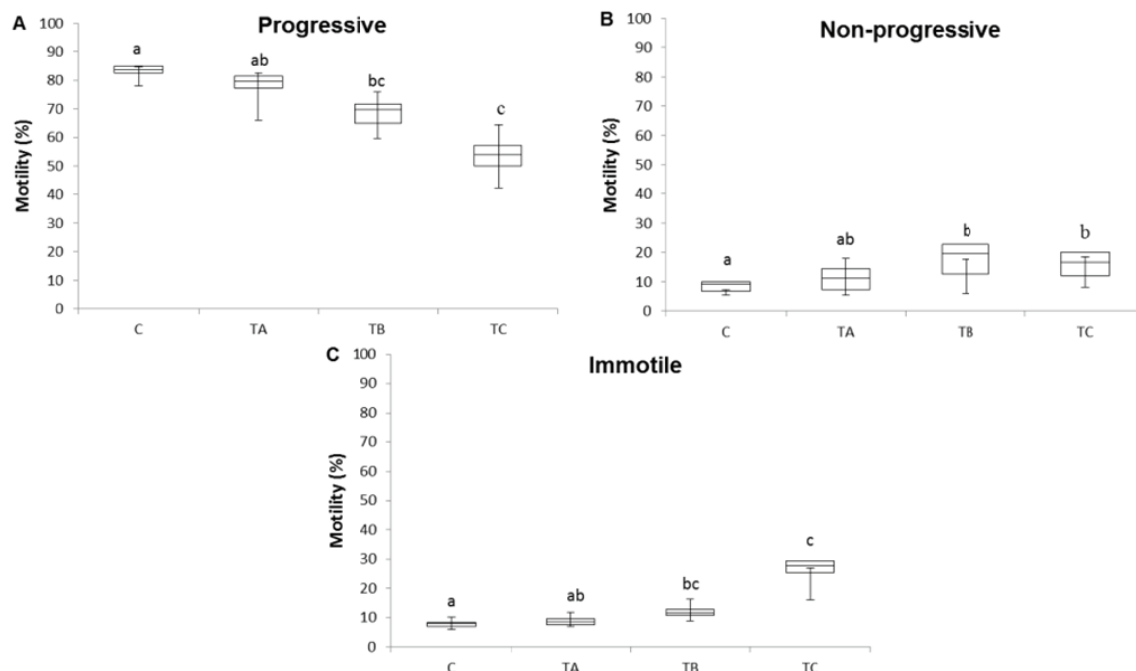 A
Progressive
Motility (%)
100
90
80
70
60
50
40
30
20
10
0
a
ab
bc
c
C TA TB TC
B
Non-progressive
Motility (%)
100
90
80
70
60
50
40
30
20
10
0
a
ab
b
b
C TA TB TC
C
Immotile
Motility (%)
100
90
80
70
60
50
40
30
20
10
0
a
ab
bc
c
C TA TB TC